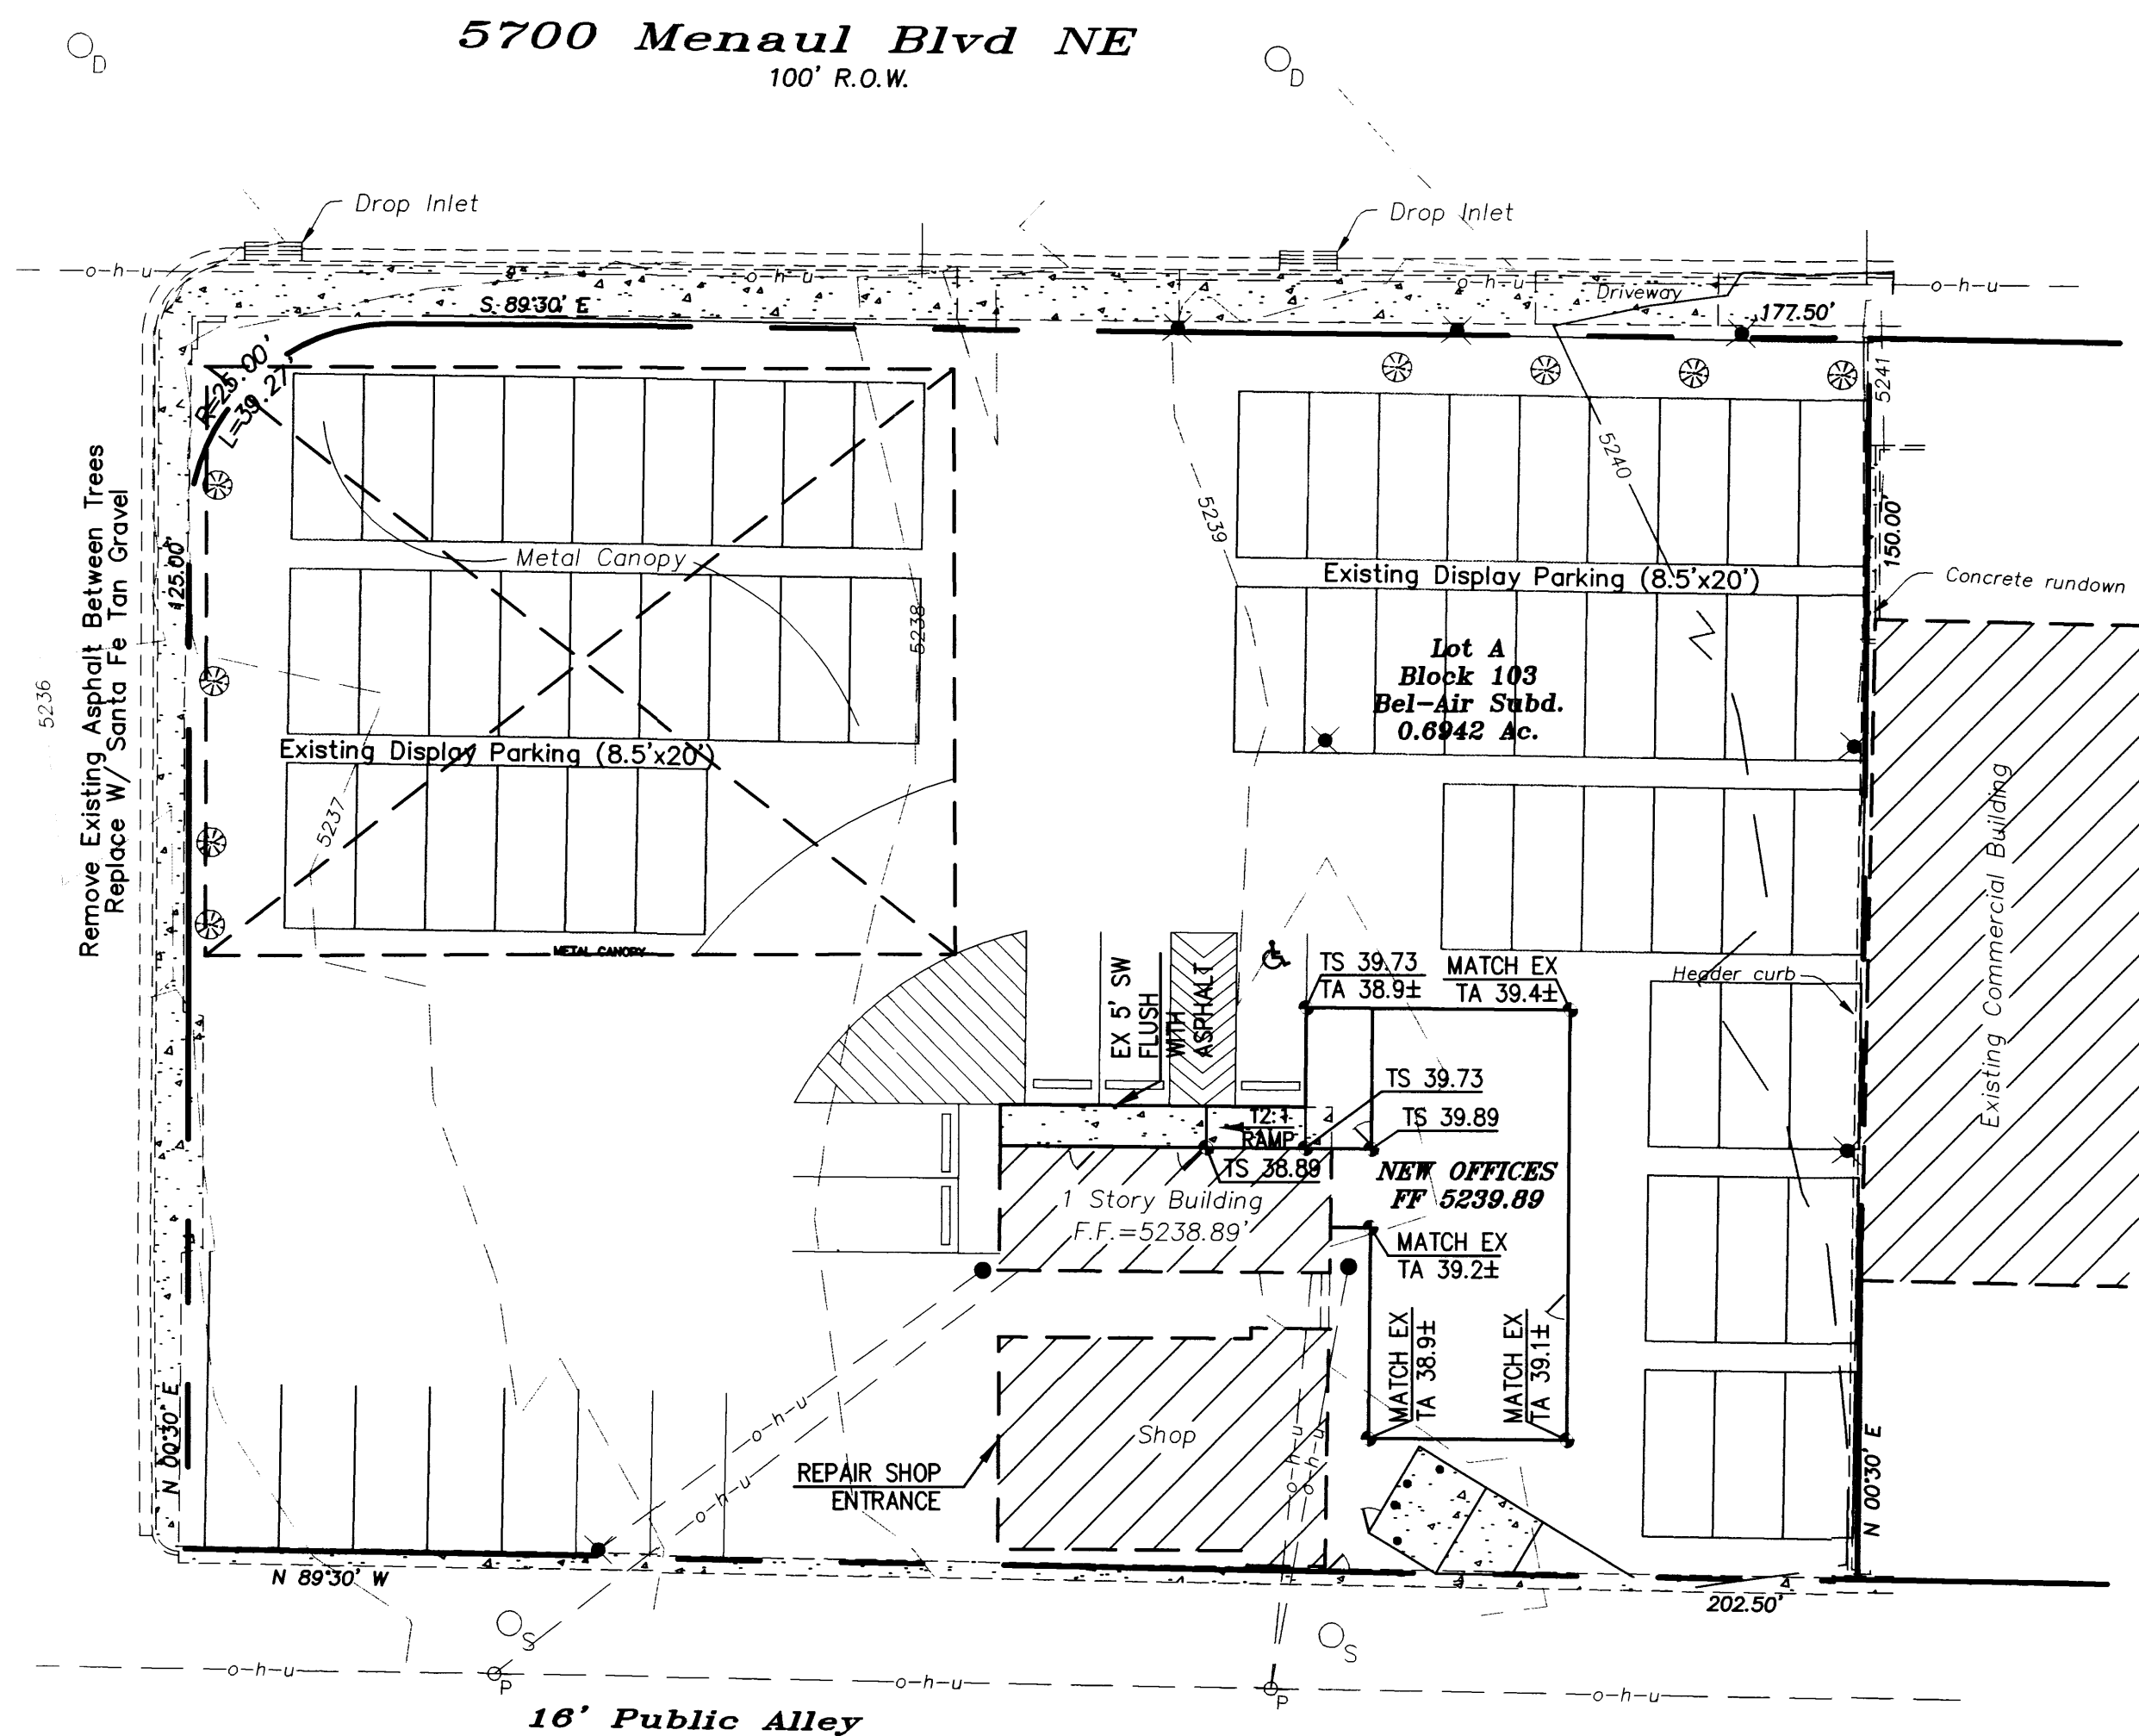 5700 Menaul Blvd NE
100' R.O.W.
D
D
Drop Inlet
Drop Inlet
o-h-u
o-h-u
o-h-u
o-h-u
Driveway
S 89°30' E
177.50'
R=25.00'
L=39.27'
5241
5240
5239
150.00'
Metal Canopy
Existing Display Parking (8.5'x20')
Concrete rundown
Remove Existing Asphalt Between Trees
Replace W/ Santa Fe Tan Gravel
125.00'
5236
5238
Lot A
Block 103
Bel-Air Subd.
0.6942 Ac.
Existing Display Parking (8.5'x20')
5237
Existing Commercial Building
METAL CANOPY
EX 5' SW
FLUSH
WITH
ASPHALT
TS 39.73
TA 38.9±
MATCH EX
TA 39.4±
Header curb
TS 39.73
TS 39.89
12:1
RAMP
TS 38.89
NEW OFFICES
FF 5239.89
1 Story Building
F.F.=5238.89'
MATCH EX
TA 39.2±
MATCH EX
TA 38.9±
MATCH EX
TA 39.1±
o-h-u
o-h-u
o-h-u
o-h-u
Shop
REPAIR SHOP
ENTRANCE
N 00°30' E
N 00°30' E
N 89°30' W
202.50'
S
S
o-h-u
P
o-h-u
P
o-h-u
16' Public Alley